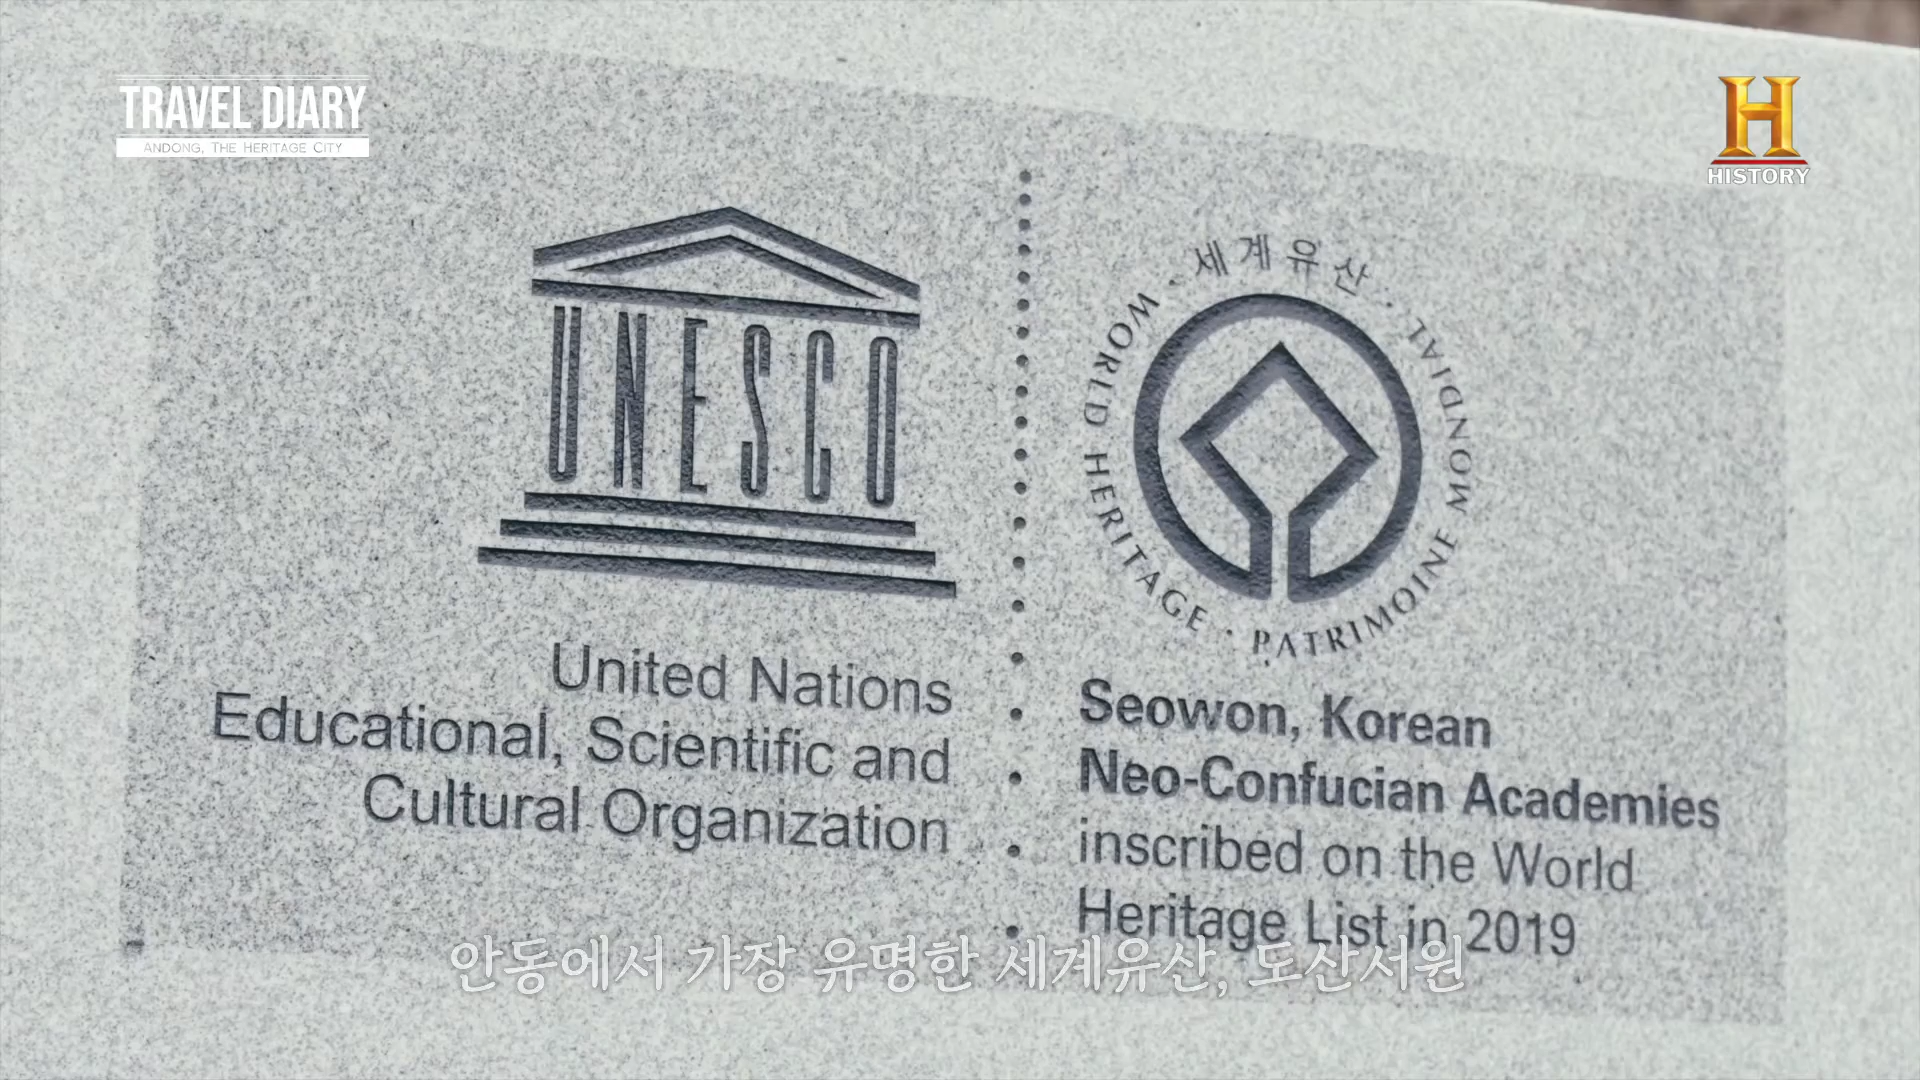 TRAVEL DIARY
ANDONG, THE HERITAGE CITY
H
HISTORY
UNESCO
United Nations
Educational, Scientific and
Cultural Organization
· 세계유산 ·
WORLD HERITAGE · PATRIMOINE MONDIAL
Seowon, Korean
Neo-Confucian Academies
inscribed on the World
Heritage List in 2019
안동에서 가장 유명한 세계유산, 도산서원